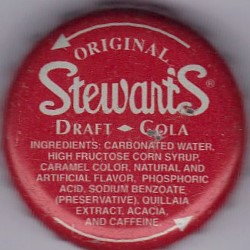 ORIGINAL
Stewart's®
DRAFT COLA
INGREDIENTS: CARBONATED WATER,
HIGH FRUCTOSE CORN SYRUP,
CARAMEL COLOR, NATURAL AND
ARTIFICIAL FLAVOR, PHOSPHORIC
ACID, SODIUM BENZOATE
(PRESERVATIVE), QUILLAIA
EXTRACT, ACACIA,
AND CAFFEINE.